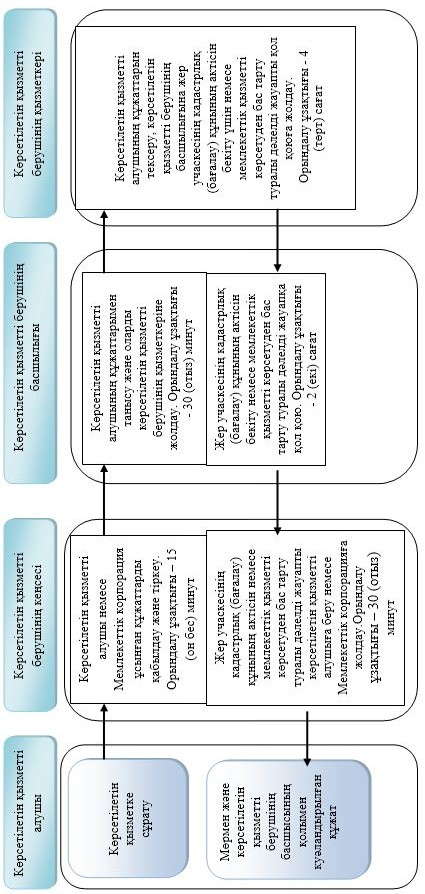 Көрсетілетін қызметті
алушы
Көрсетілетін қызметті
берушінің кеңсесі
Көрсетілетін қызметті берушінің
басшылығы
Көрсетілетін қызметті
берушінің қызметкері
Көрсетілетін
қызметке
сұрату
Көрсетілетін қызметті
алушы немесе
Мемлекеттік корпорация
ұсынған құжаттарды
қабылдау және тіркеу.
Орындалу ұзақтығы – 15
(он бес) минут
Көрсетілетін қызметті
алушының құжаттарымен
танысу және оларды
көрсетілетін қызметті
берушінің қызметкеріне
жолдау. Орындалу ұзақтығы
- 30 (отыз) минут
Көрсетілетін қызметті
алушының құжаттарын
тексеру, көрсетілетін
қызметті берушінің
басшылығына жер
учаскесінің кадастрлық
(бағалау) құнының актісін
бекіту үшін немесе
мемлекеттік қызметті
көрсетуден бас тарту
туралы дәлелді жауапты қол
қоюға жолдау.
Орындалу ұзақтығы - 4
(төрт) сағат
Жер учаскесінің кадастрлық
(бағалау) құнының актісін
бекіту немесе мемлекеттік
қызметті көрсетуден бас
тарту туралы дәлелді жауапқа
қол қою. Орындалу ұзақтығы
- 2 (екі) сағат
Жер учаскесінің
кадастрлық (бағалау)
құнының актісін немесе
мемлекеттік қызметті
көрсетуден бас тарту
туралы дәлелді жауапты
көрсетілетін қызметті
алушыға беру немесе
Мемлекеттік корпорацияға
жолдау.Орындалу
ұзақтығы – 30 (отыз)
минут
Мөрмен және
көрсетілетін
қызметті
берушінің
басшысының
қолымен
куәландырылған
құжат